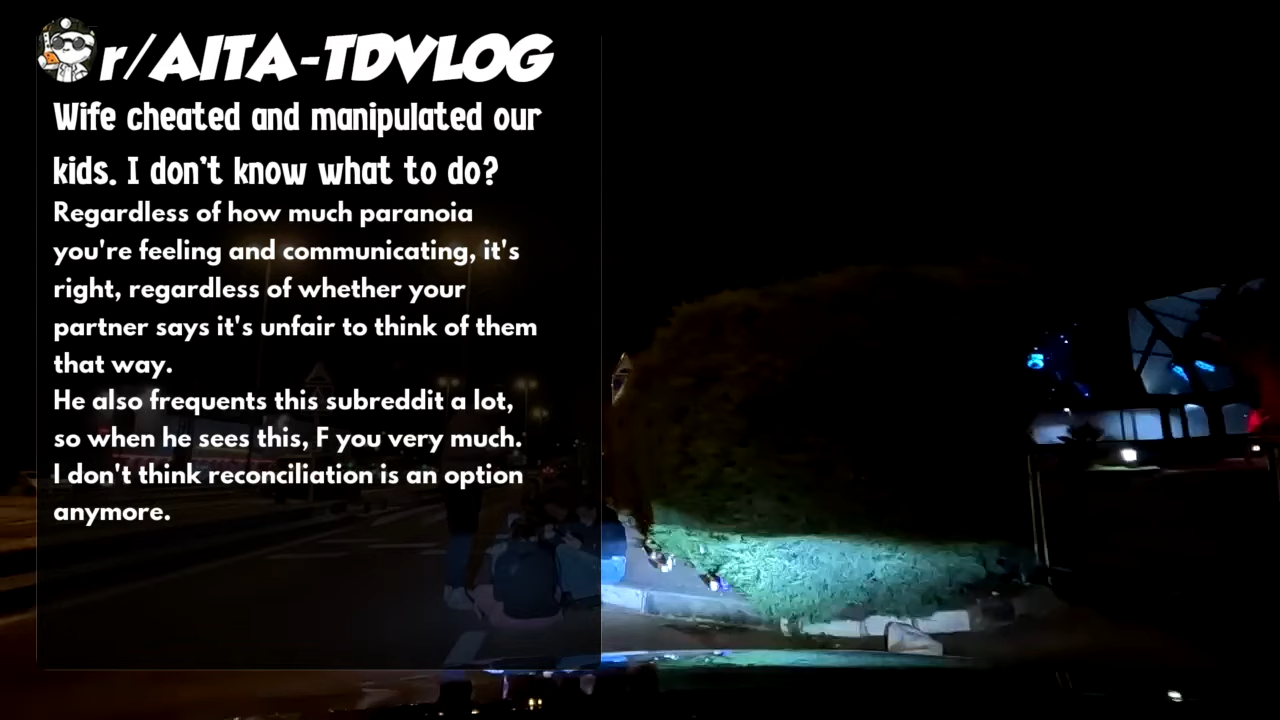 r/AITA-TDVLOG
Wife cheated and manipulated our
kids. I don't know what to do?
Regardless of how much paranoia
you're feeling and communicating, it's
right, regardless of whether your
partner says it's unfair to think of them
that way.
He also frequents this subreddit a lot,
so when he sees this, F you very much.
I don't think reconciliation is an option
anymore.